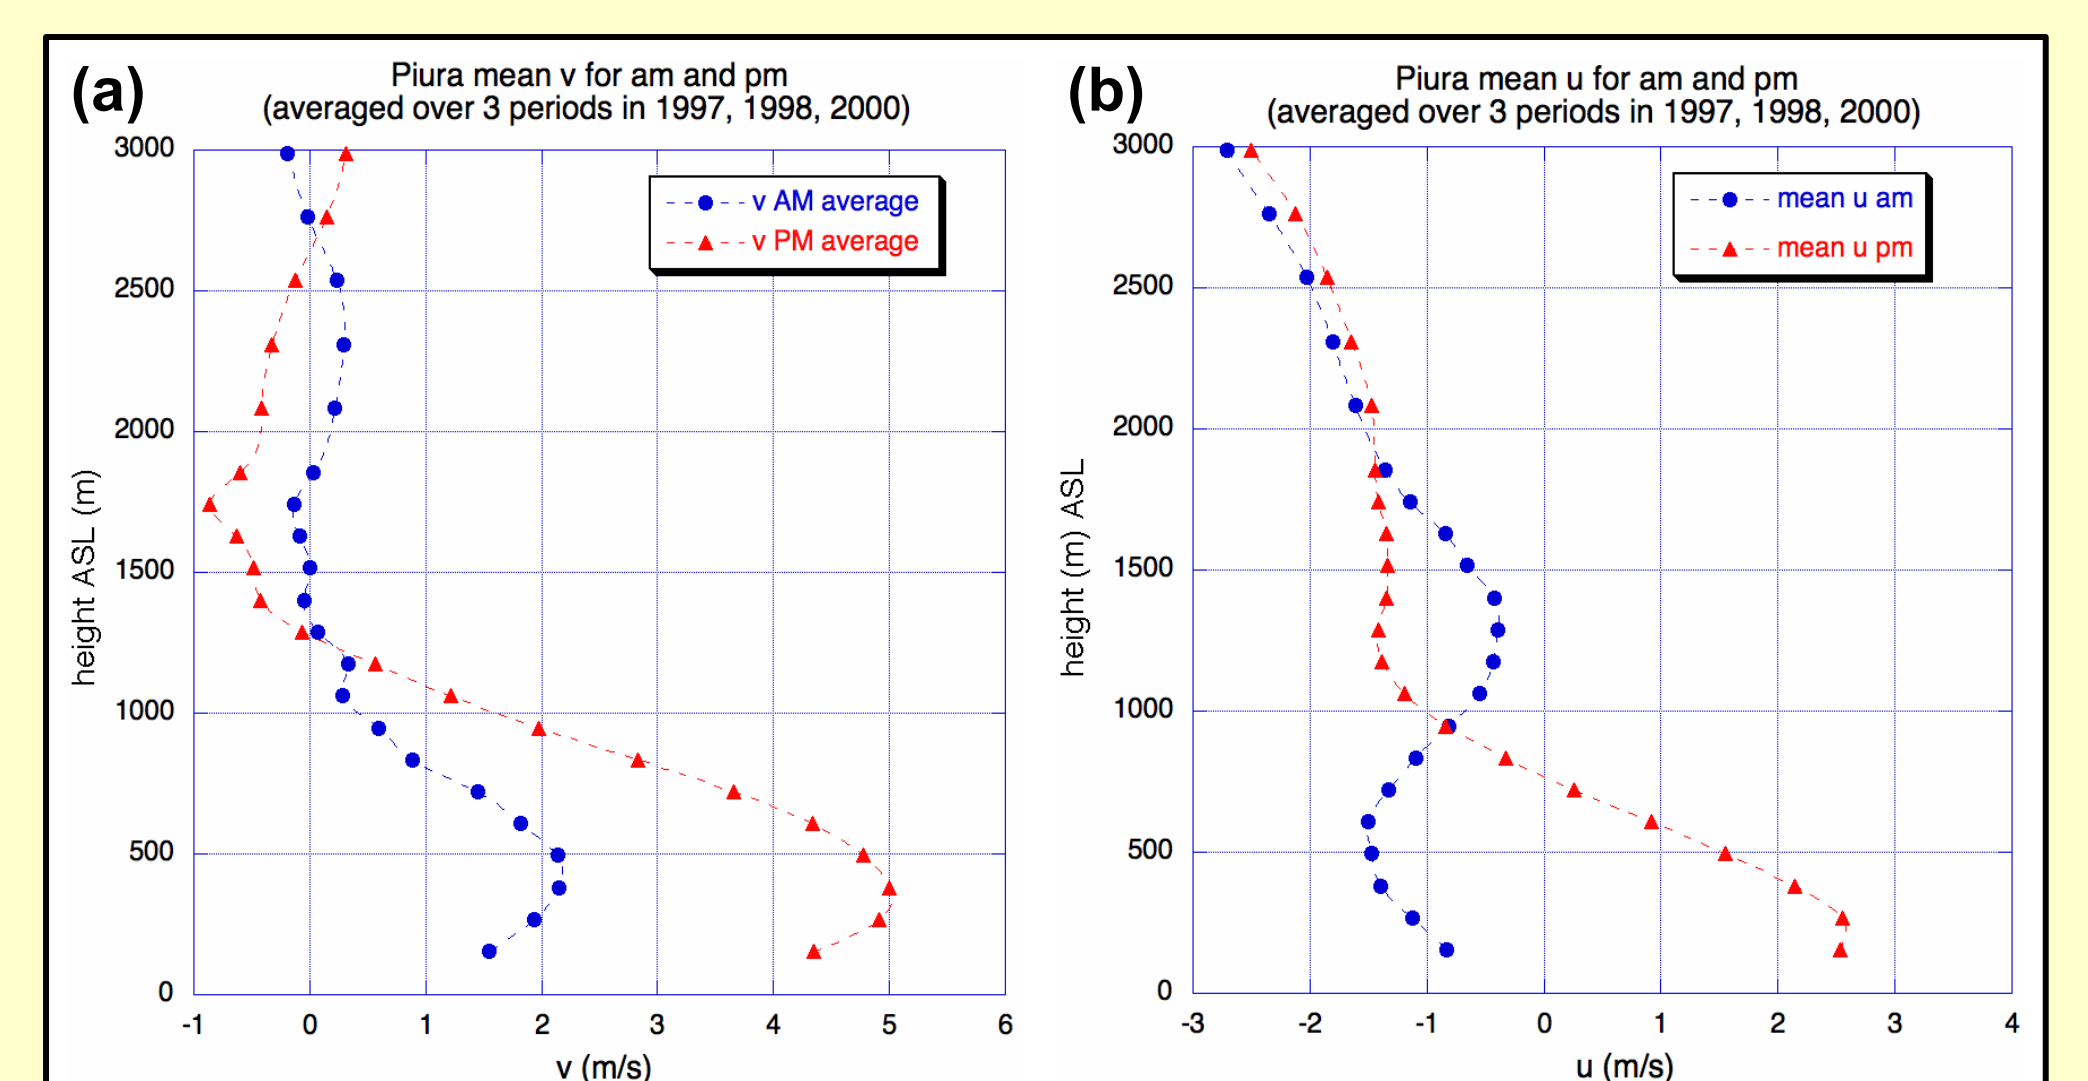 (a)
Piura mean v for am and pm
(averaged over 3 periods in 1997, 1998, 2000)
v AM average
v PM average
3000
2500
2000
1500
1000
500
0
height ASL (m)
-1 0 1 2 3 4 5 6
v (m/s)
(b)
Piura mean u for am and pm
(averaged over 3 periods in 1997, 1998, 2000)
mean u am
mean u pm
3000
2500
2000
1500
1000
500
0
height (m) ASL
-3 -2 -1 0 1 2 3 4
u (m/s)